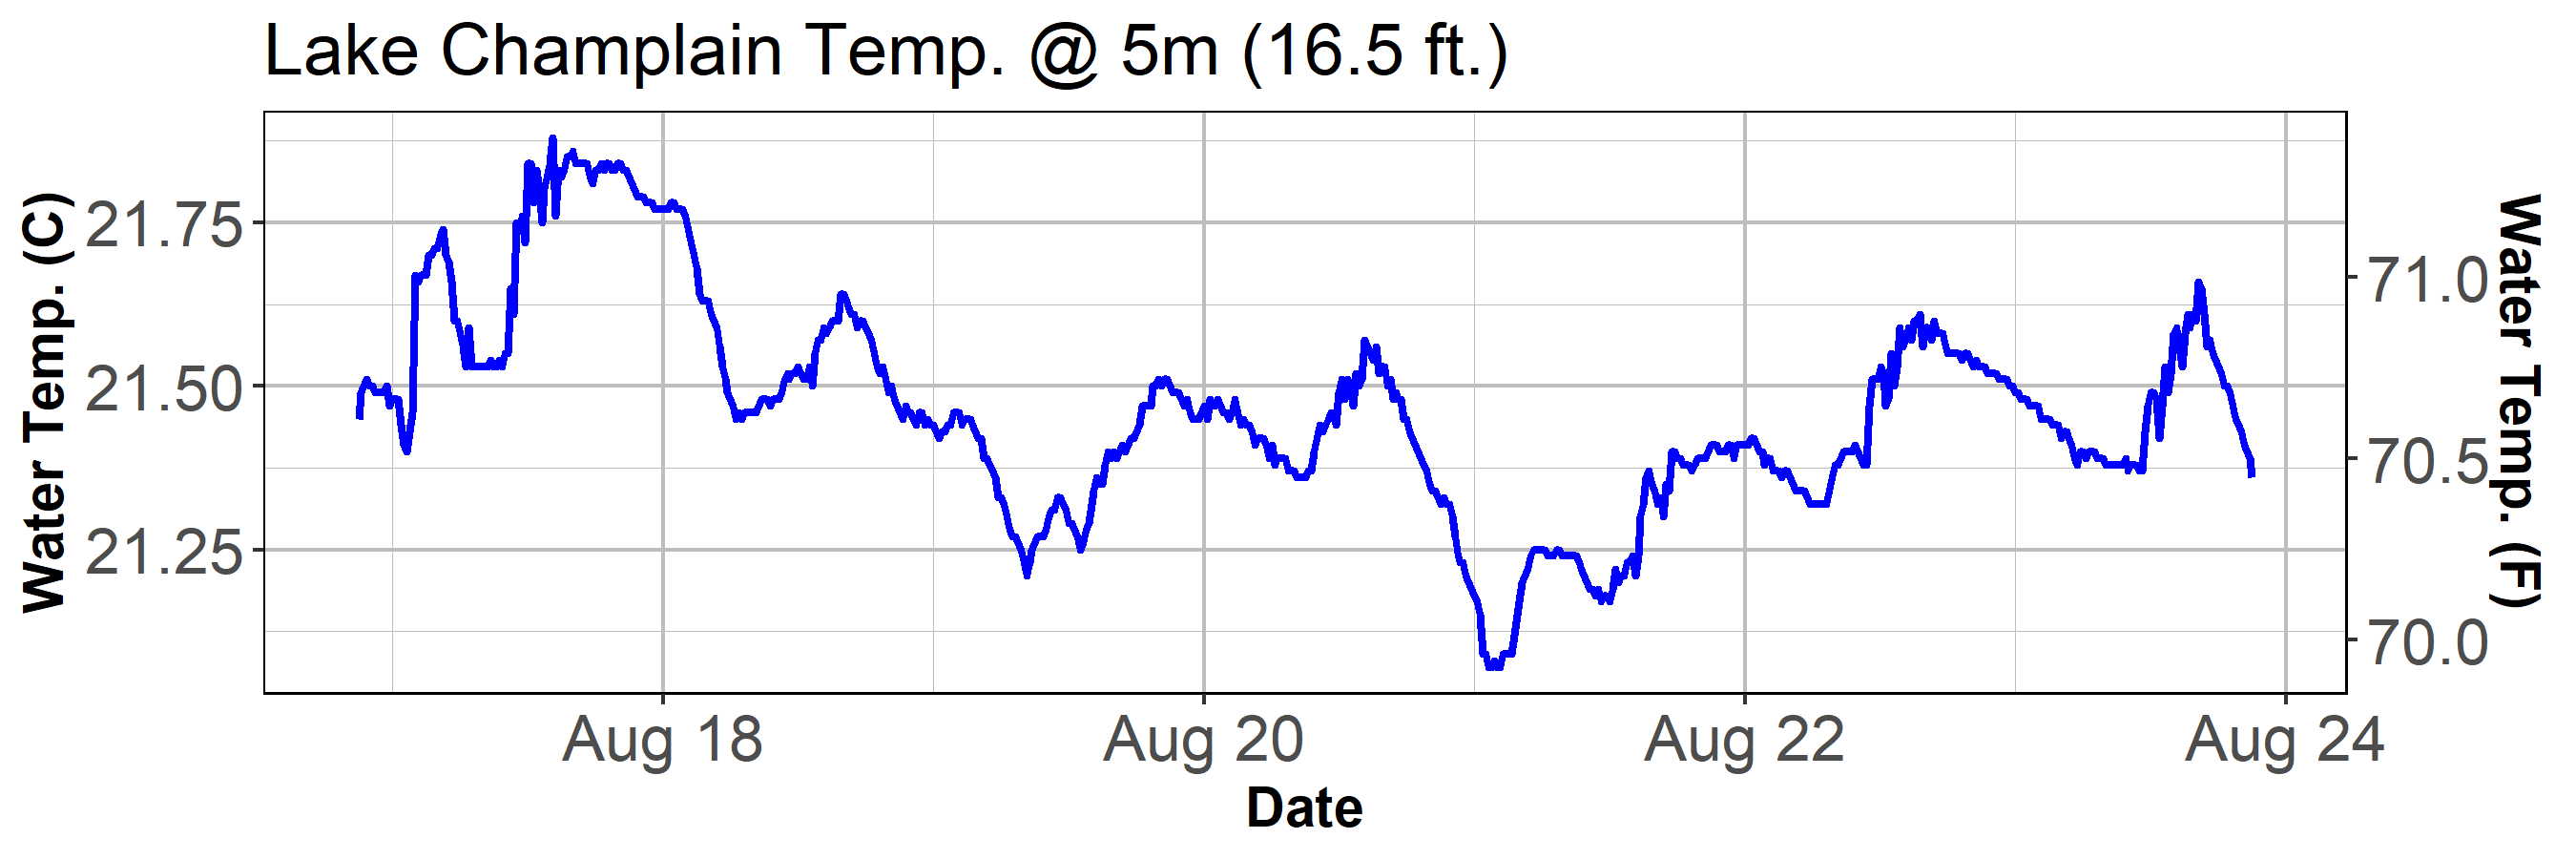 Lake Champlain Temp. @ 5m (16.5 ft.)
Water Temp. (C)
21.75
21.50
21.25
71.0
70.5
70.0
Water Temp. (F)
Aug 18
Aug 20
Aug 22
Aug 24
Date